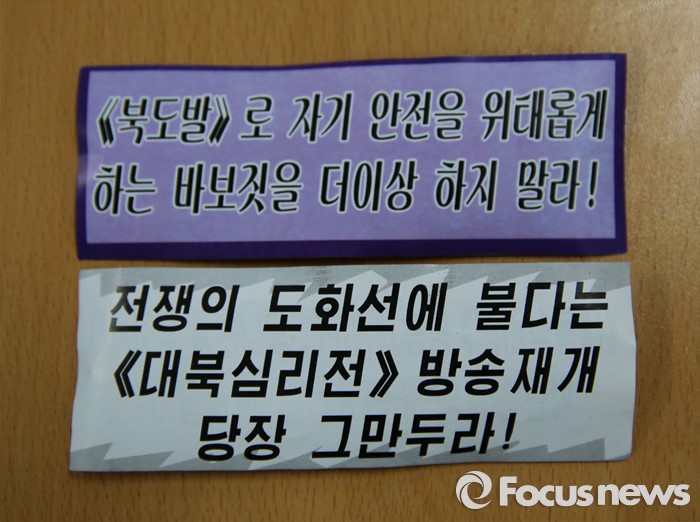 《북도발》로 자기 안전을 위태롭게
하는 바보짓을 더이상 하지 말라!
전쟁의 도화선에 불다는
《대북심리전》방송재개
당장 그만두라!
Focusnews